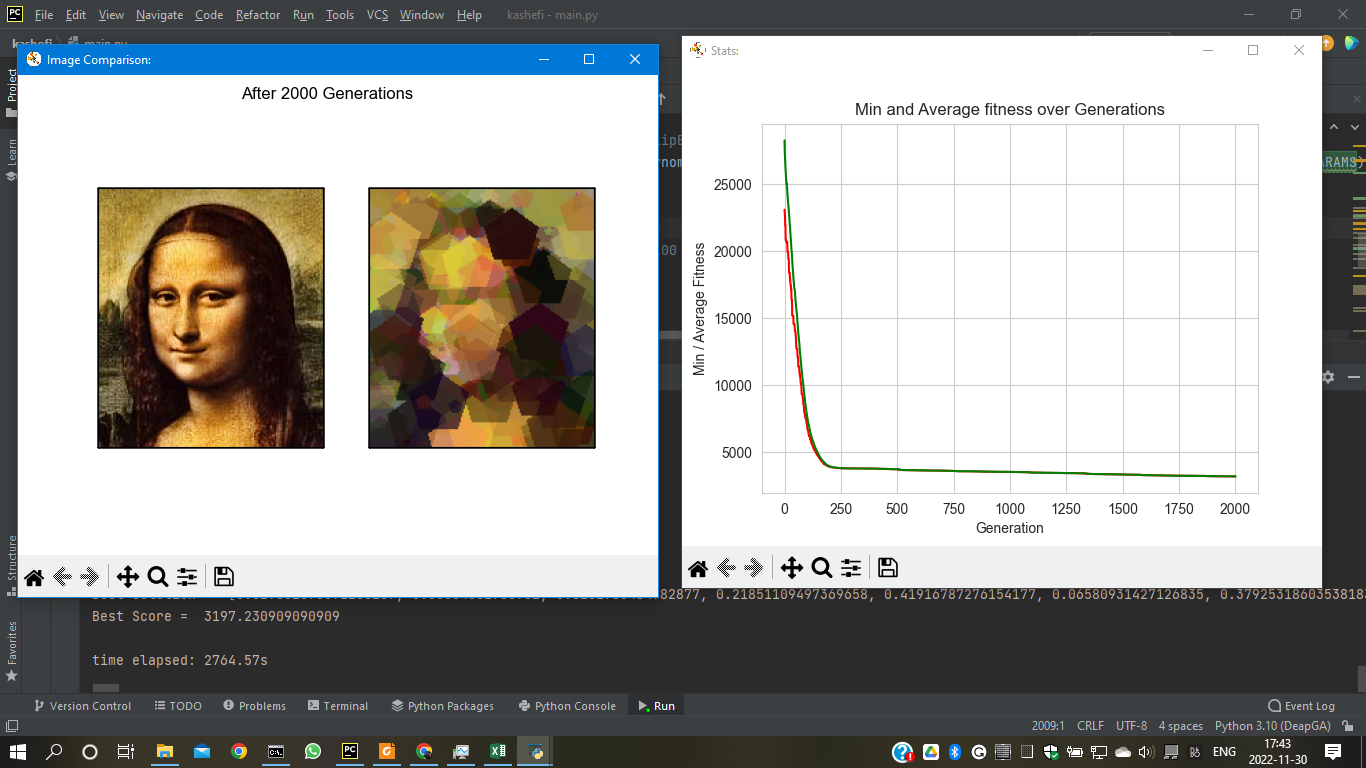 File Edit View Navigate Code Refactor Run Tools VCS Window Help kashefi - main.py
main.py
Image Comparison:
After 2000 Generations
Stats:
Min and Average fitness over Generations
Min / Average Fitness
25000
20000
15000
10000
5000
0 250 500 750 1000 1250 1500 1750 2000
Generation
Project
Learn
Structure
Favorites
RAMS)
82877, 0.21851109497369658, 0.41916787276154177, 0.06580931427126835, 0.3792531860353818
Best Score = 3197.230909090909
time elapsed: 2764.57s
Version Control TODO Problems Terminal Python Packages Python Console Run Event Log
2009:1 CRLF UTF-8 4 spaces Python 3.10 (DeapGA)
ENG
17:43
2022-11-30